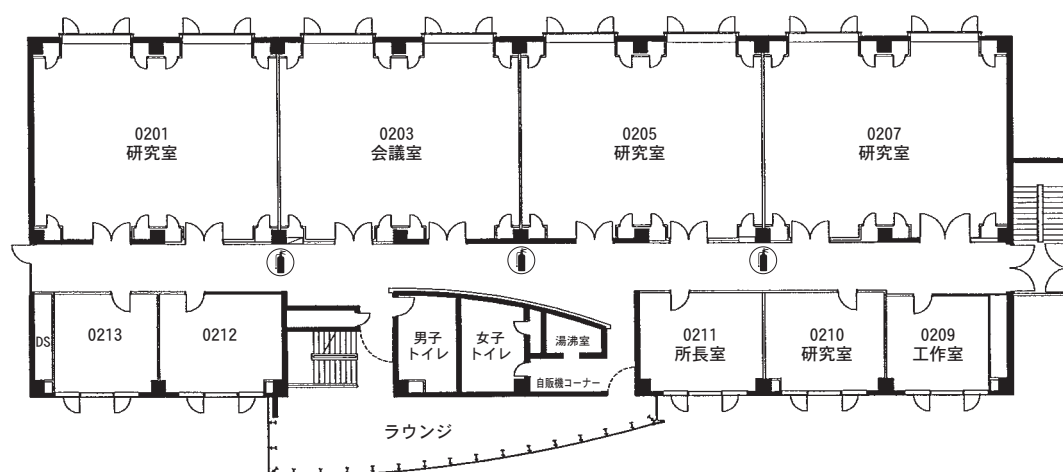 0201
研究室
0203
会議室
0205
研究室
0207
研究室
DS
0213
0212
男子
トイレ
女子
トイレ
湯沸室
自販機コーナー
0211
所長室
0210
研究室
0209
工作室
ラウンジ